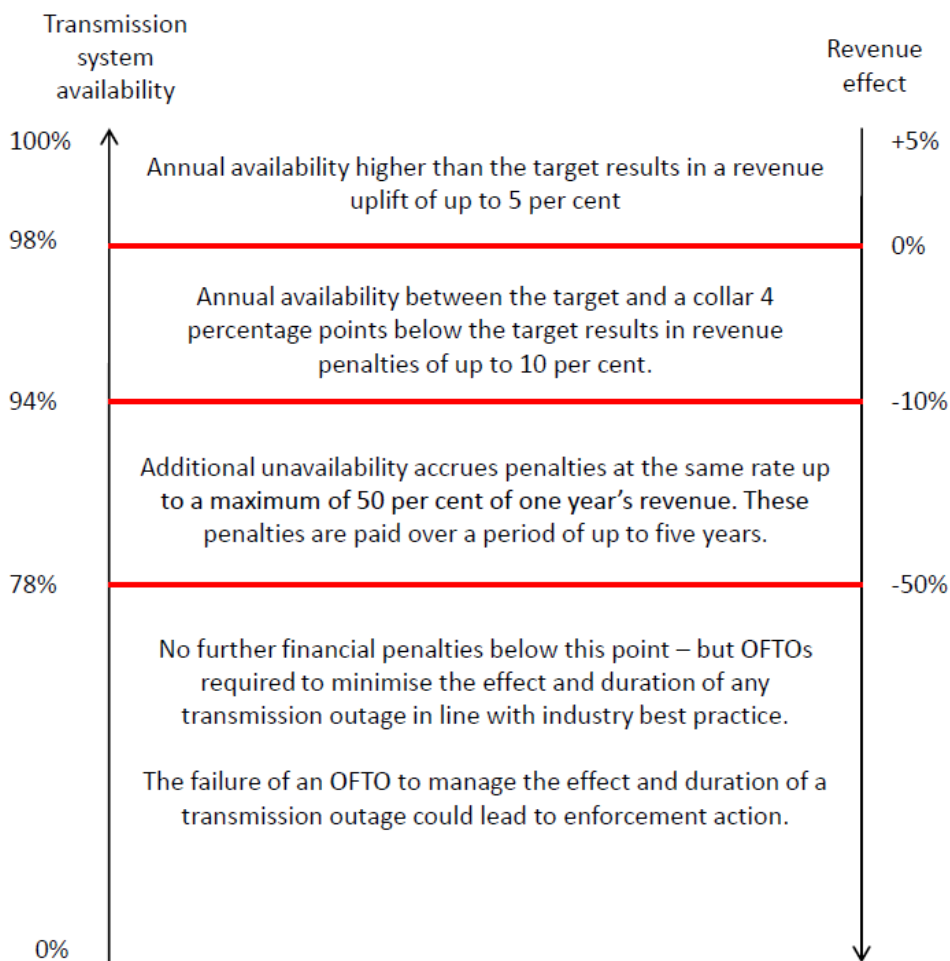 Transmission
system
availability
Revenue
effect
100%
+5%
Annual availability higher than the target results in a revenue
uplift of up to 5 per cent
98%
0%
Annual availability between the target and a collar 4
percentage points below the target results in revenue
penalties of up to 10 per cent.
94%
-10%
Additional unavailability accrues penalties at the same rate up
to a maximum of 50 per cent of one year’s revenue. These
penalties are paid over a period of up to five years.
78%
-50%
No further financial penalties below this point – but OFTOs
required to minimise the effect and duration of any
transmission outage in line with industry best practice.
The failure of an OFTO to manage the effect and duration of a
transmission outage could lead to enforcement action.
0%